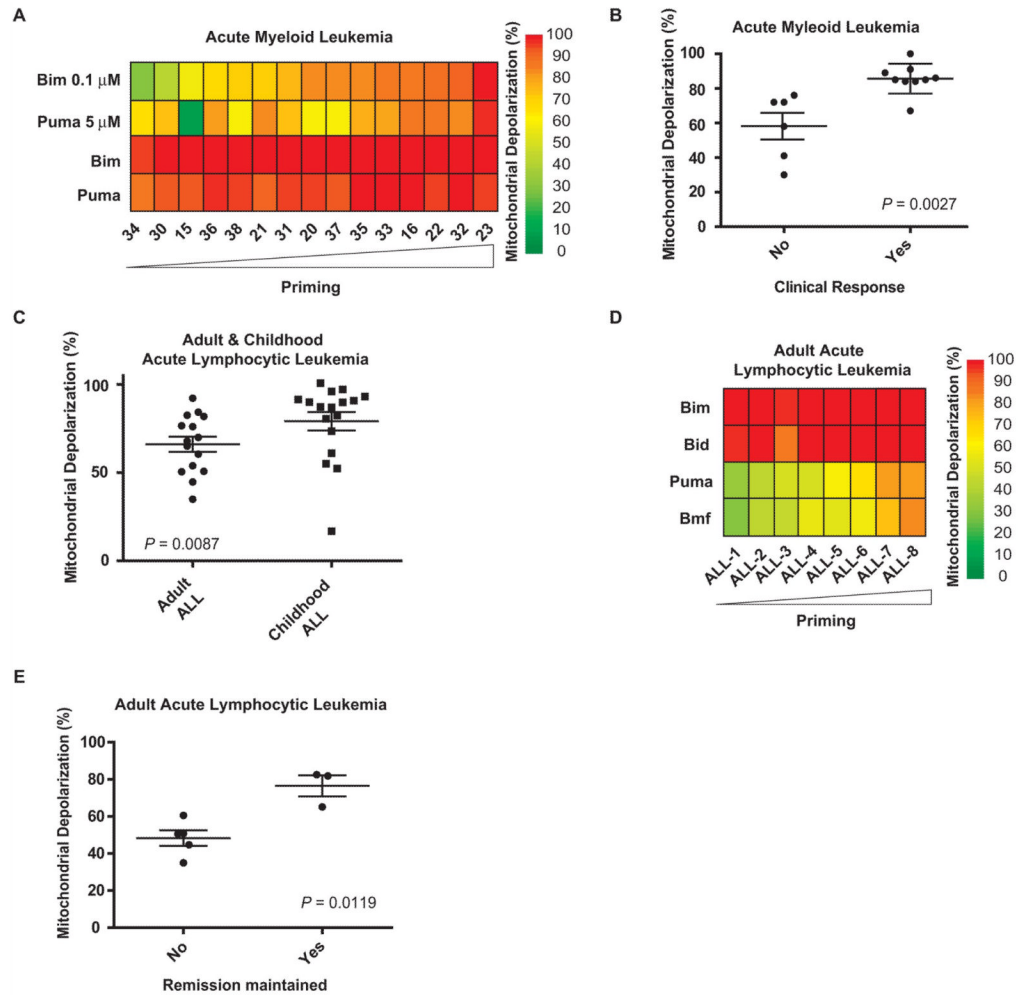 A
Acute Myeloid Leukemia
Bim 0.1 μM
Puma 5 μM
Bim
Puma
34 30 15 36 38 21 31 20 37 35 33 16 22 32 23
Priming
Mitochondrial Depolarization (%)
100
90
80
70
60
50
40
30
20
10
0
B
Acute Myleoid Leukemia
Mitochondrial Depolarization (%)
100
80
60
40
20
0
P = 0.0027
No Yes
Clinical Response
C
Adult & Childhood
Acute Lymphocytic Leukemia
Mitochondrial Depolarization (%)
100
50
0
P = 0.0087
Adult
ALL
Childhood
ALL
D
Adult Acute
Lymphocytic Leukemia
Bim
Bid
Puma
Bmf
ALL-1 ALL-2 ALL-3 ALL-4 ALL-5 ALL-6 ALL-7 ALL-8
Priming
Mitochondrial Depolarization (%)
100
90
80
70
60
50
40
30
20
10
0
E
Adult Acute Lymphocytic Leukemia
Mitochondrial Depolarization (%)
100
80
60
40
20
0
P = 0.0119
No Yes
Remission maintained